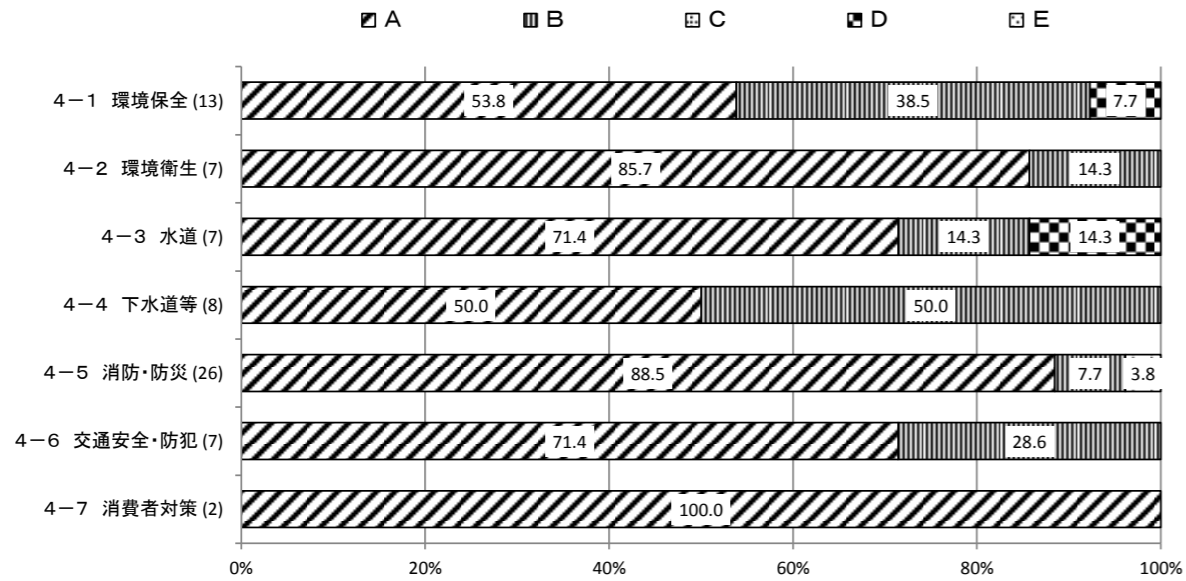 A B C D E
4－1 環境保全 (13) 53.8 38.5 7.7
4－2 環境衛生 (7) 85.7 14.3
4－3 水道 (7) 71.4 14.3 14.3
4－4 下水道等 (8) 50.0 50.0
4－5 消防・防災 (26) 88.5 7.7 3.8
4－6 交通安全・防犯 (7) 71.4 28.6
4－7 消費者対策 (2) 100.0
0% 20% 40% 60% 80% 100%